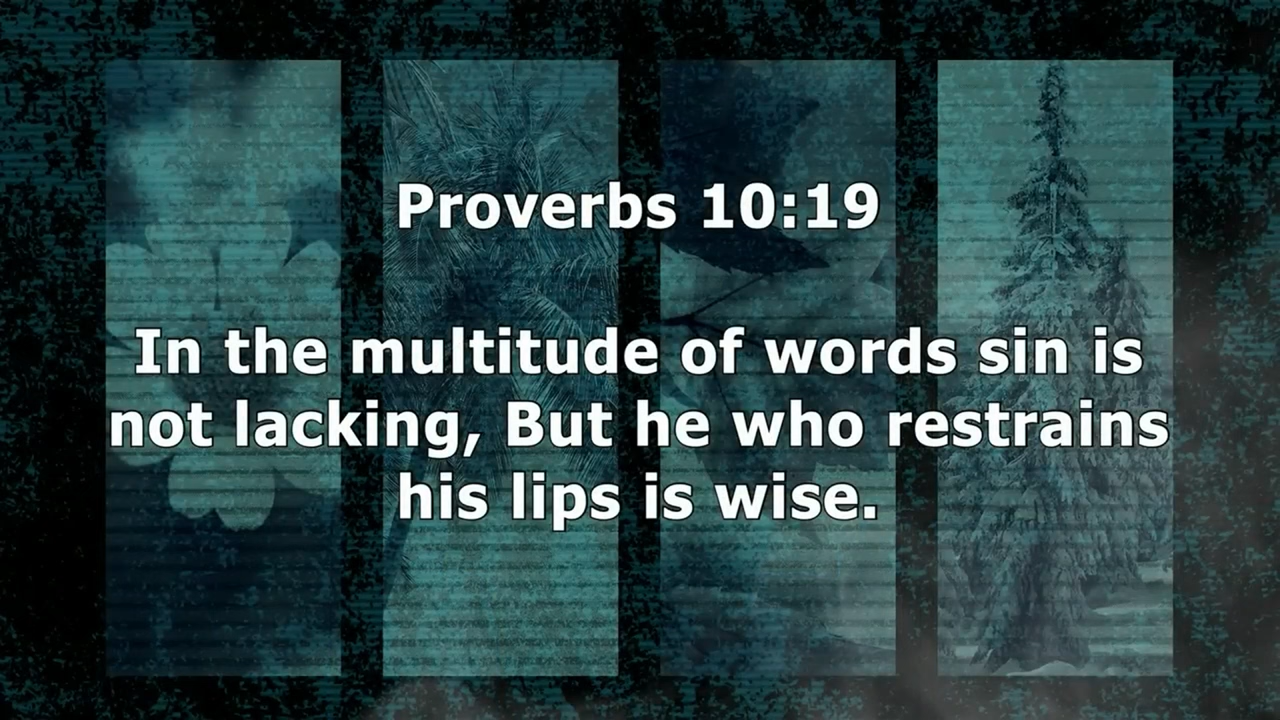 Proverbs 10:19
In the multitude of words sin is
not lacking, But he who restrains
his lips is wise.